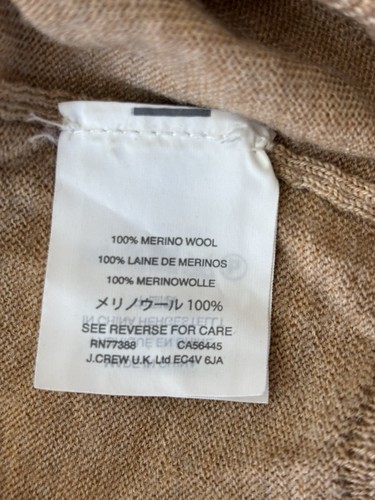 100% MERINO WOOL
100% LAINE DE MERINOS
100% MERINOWOLLE
メリノウール 100%
SEE REVERSE FOR CARE
RN77388 CA56445
J.CREW U.K. Ltd EC4V 6JA